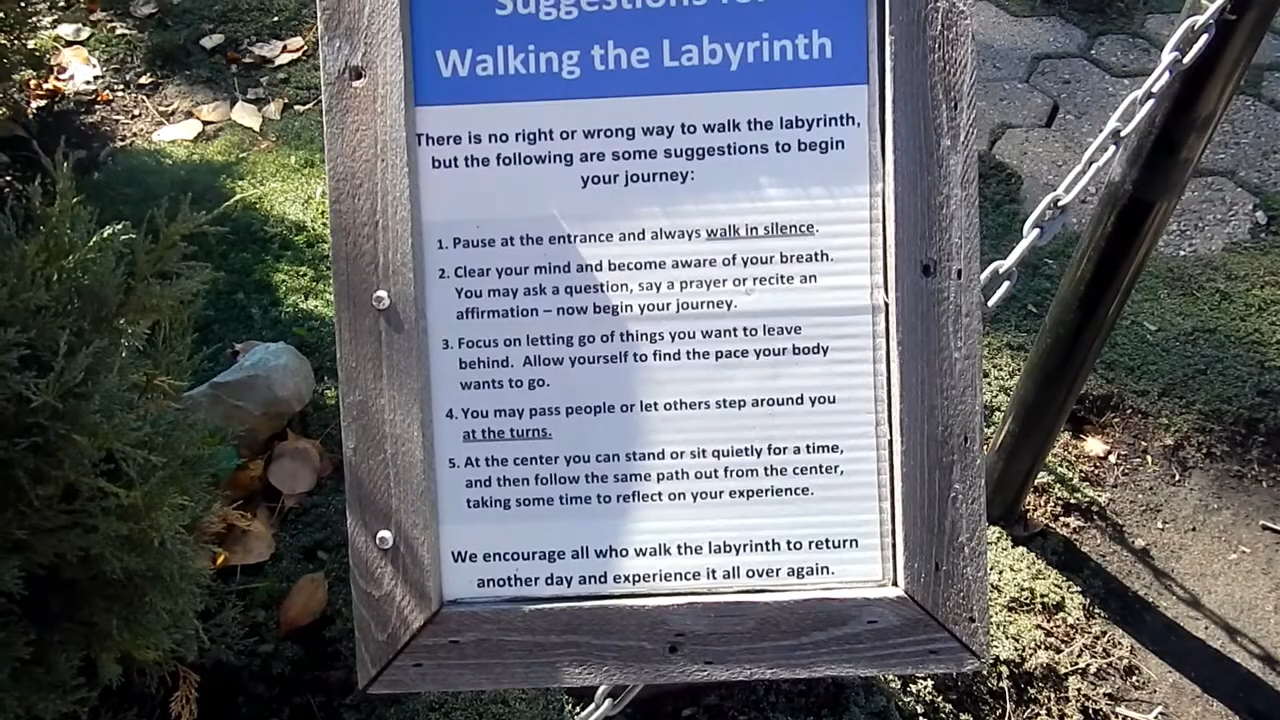 Suggestions for
Walking the Labyrinth
There is no right or wrong way to walk the labyrinth,
but the following are some suggestions to begin
your journey:
1. Pause at the entrance and always walk in silence.
2. Clear your mind and become aware of your breath.
You may ask a question, say a prayer or recite an
affirmation – now begin your journey.
3. Focus on letting go of things you want to leave
behind. Allow yourself to find the pace your body
wants to go.
4. You may pass people or let others step around you
at the turns.
5. At the center you can stand or sit quietly for a time,
and then follow the same path out from the center,
taking some time to reflect on your experience.
We encourage all who walk the labyrinth to return
another day and experience it all over again.